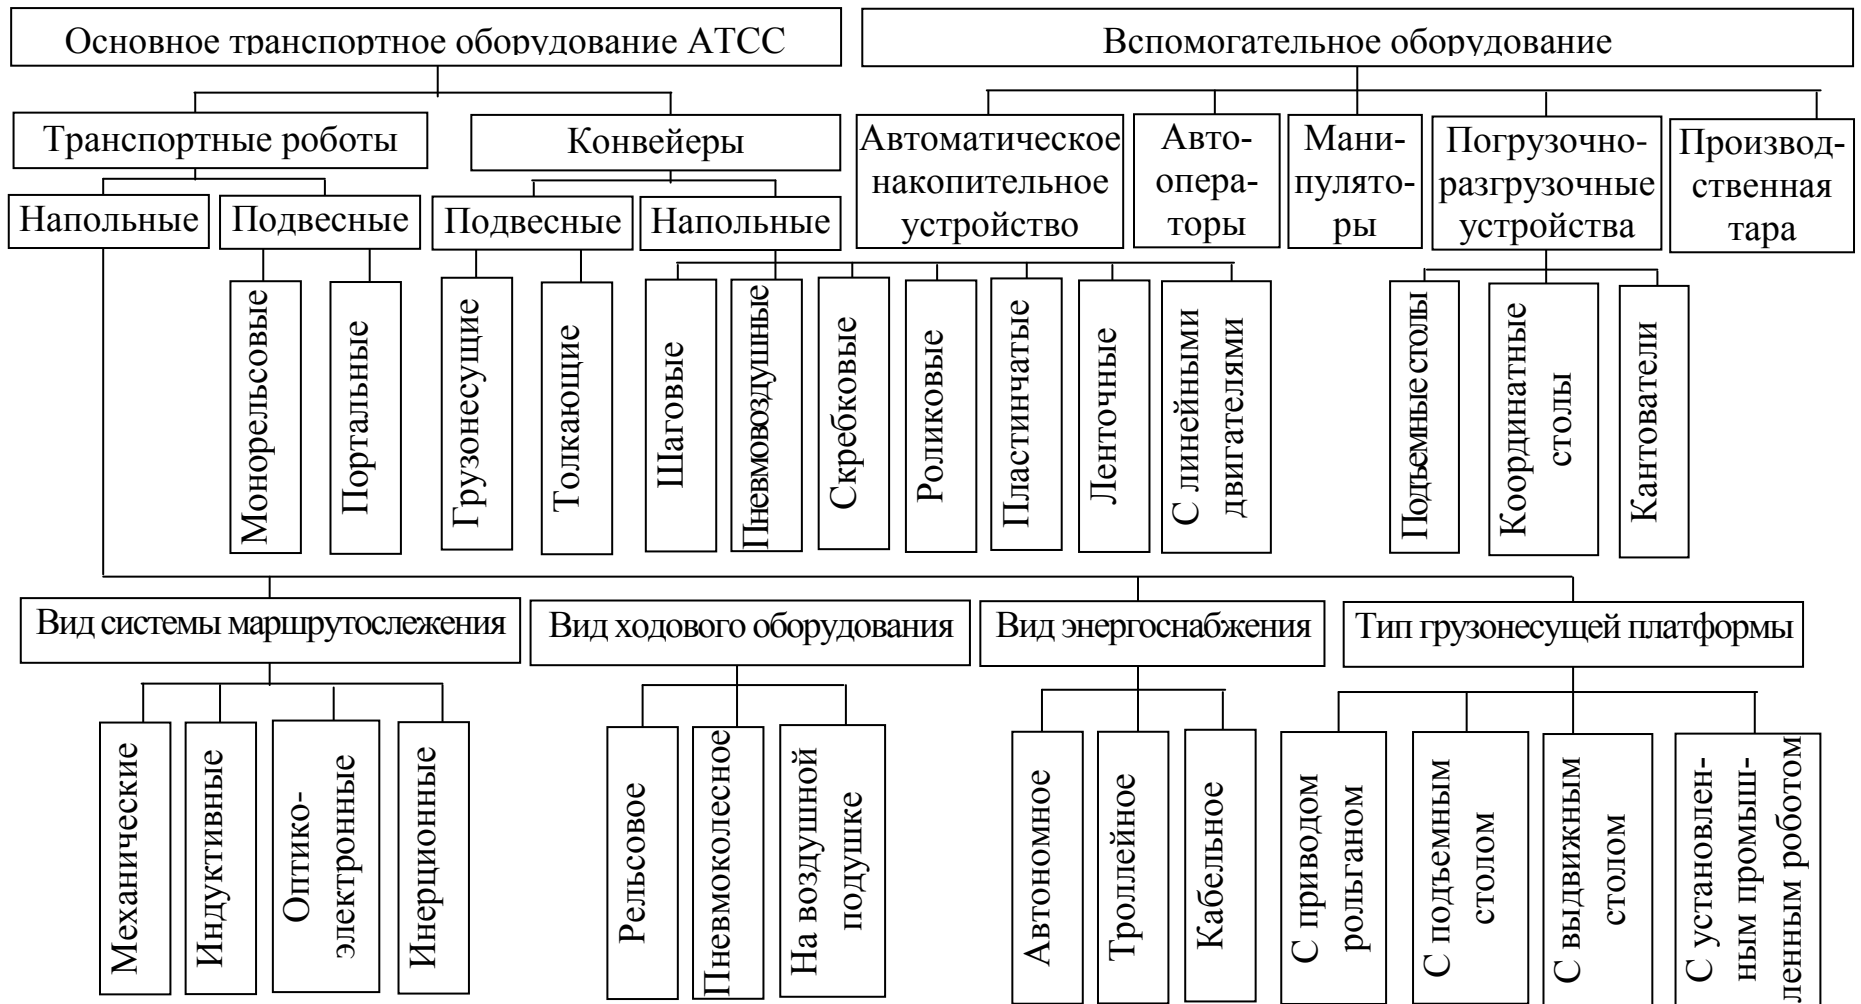 Основное транспортное оборудование АТСС
Вспомогательное оборудование
Транспортные роботы
Конвейеры
Автоматическое
накопительное
устройство
Авто-
опера-
торы
Мани-
пулято-
ры
Погрузочно-
разгрузочные
устройства
Производ-
ственная
тара
Напольные
Подвесные
Подвесные
Напольные
Монорельсовые
Портальные
Грузонесущие
Толкающие
Шаговые
Пневмовоздушные
Скребковые
Роликовые
Пластинчатые
Ленточные
С линейными
двигателями
Подъемные столы
Координатные
столы
Кантователи
Вид системы маршрутослежения
Вид ходового оборудования
Вид энергоснабжения
Тип грузонесущей платформы
Механические
Индуктивные
Оптико-
электронные
Инерционные
Рельсовое
Пневмоколесное
На воздушной
подушке
Автономное
Троллейное
Кабельное
С приводом
рольганом
С подъемным
столом
С выдвижным
столом
С установлен-
ным промыш-
ленным роботом